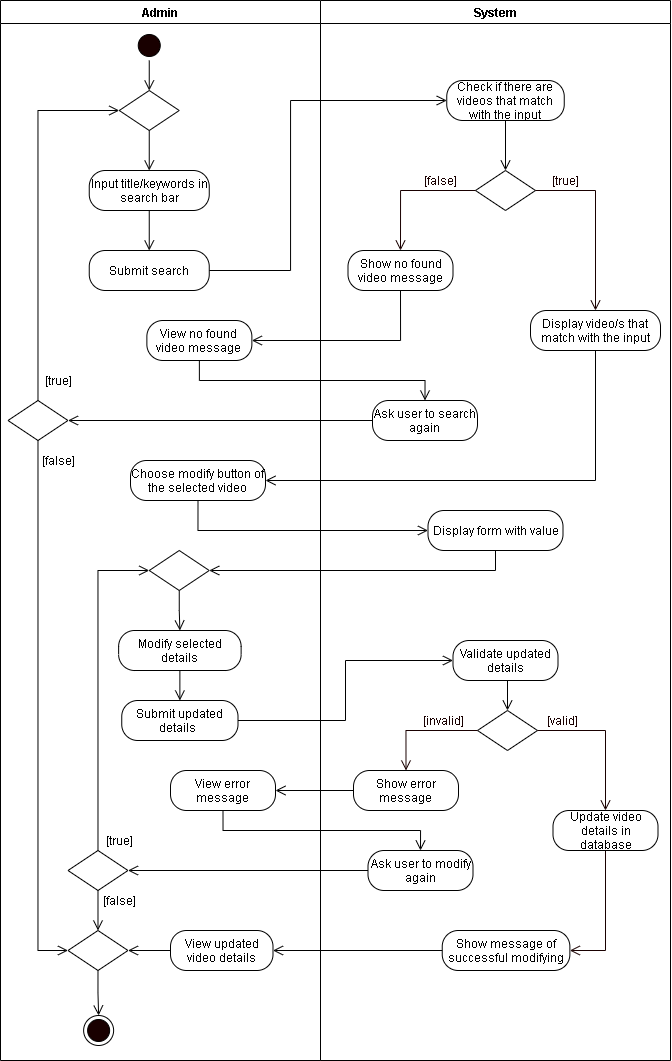 Admin
System
Check if there are
videos that match
with the input
[false]
[true]
Input title/keywords in
search bar
Submit search
Show no found
video message
View no found
video message
Display video/s that
match with the input
[true]
Ask user to search
again
[false]
Choose modify button of
the selected video
Display form with value
Modify selected
details
Validate updated
details
Submit updated
details
[invalid]
[valid]
View error
message
Show error
message
Update video
details in
database
[true]
Ask user to modify
again
[false]
View updated
video details
Show message of
successful modifying